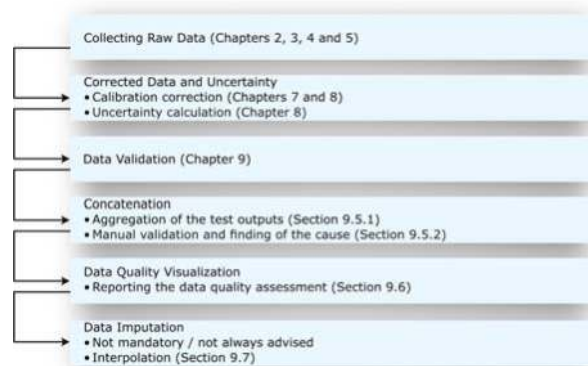 Collecting Raw Data (Chapters 2, 3, 4 and 5)
Corrected Data and Uncertainty
• Calibration correction (Chapters 7 and 8)
• Uncertainty calculation (Chapter 8)
Data Validation (Chapter 9)
Concatenation
• Aggregation of the test outputs (Section 9.5.1)
• Manual validation and finding of the cause (Section 9.5.2)
Data Quality Visualization
• Reporting the data quality assessment (Section 9.6)
Data Imputation
• Not mandatory / not always advised
• Interpolation (Section 9.7)